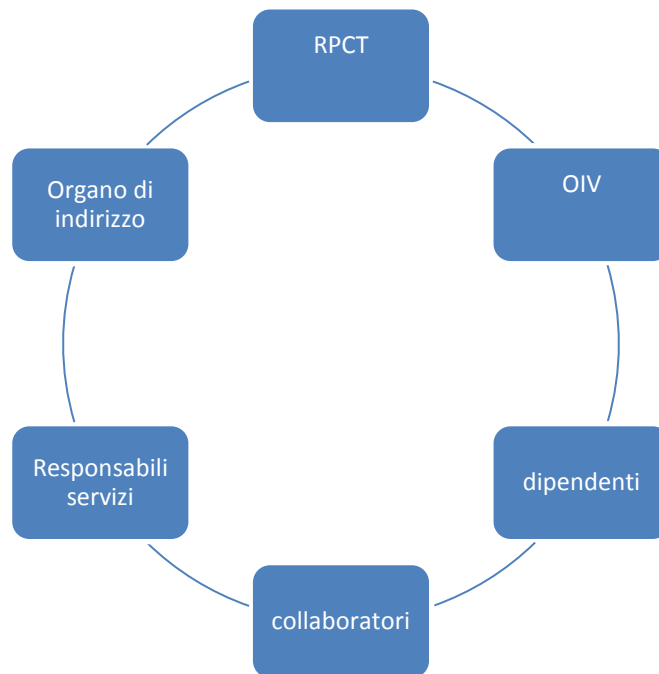 RPCT
OIV
dipendenti
collaboratori
Responsabili
servizi
Organo di
indirizzo